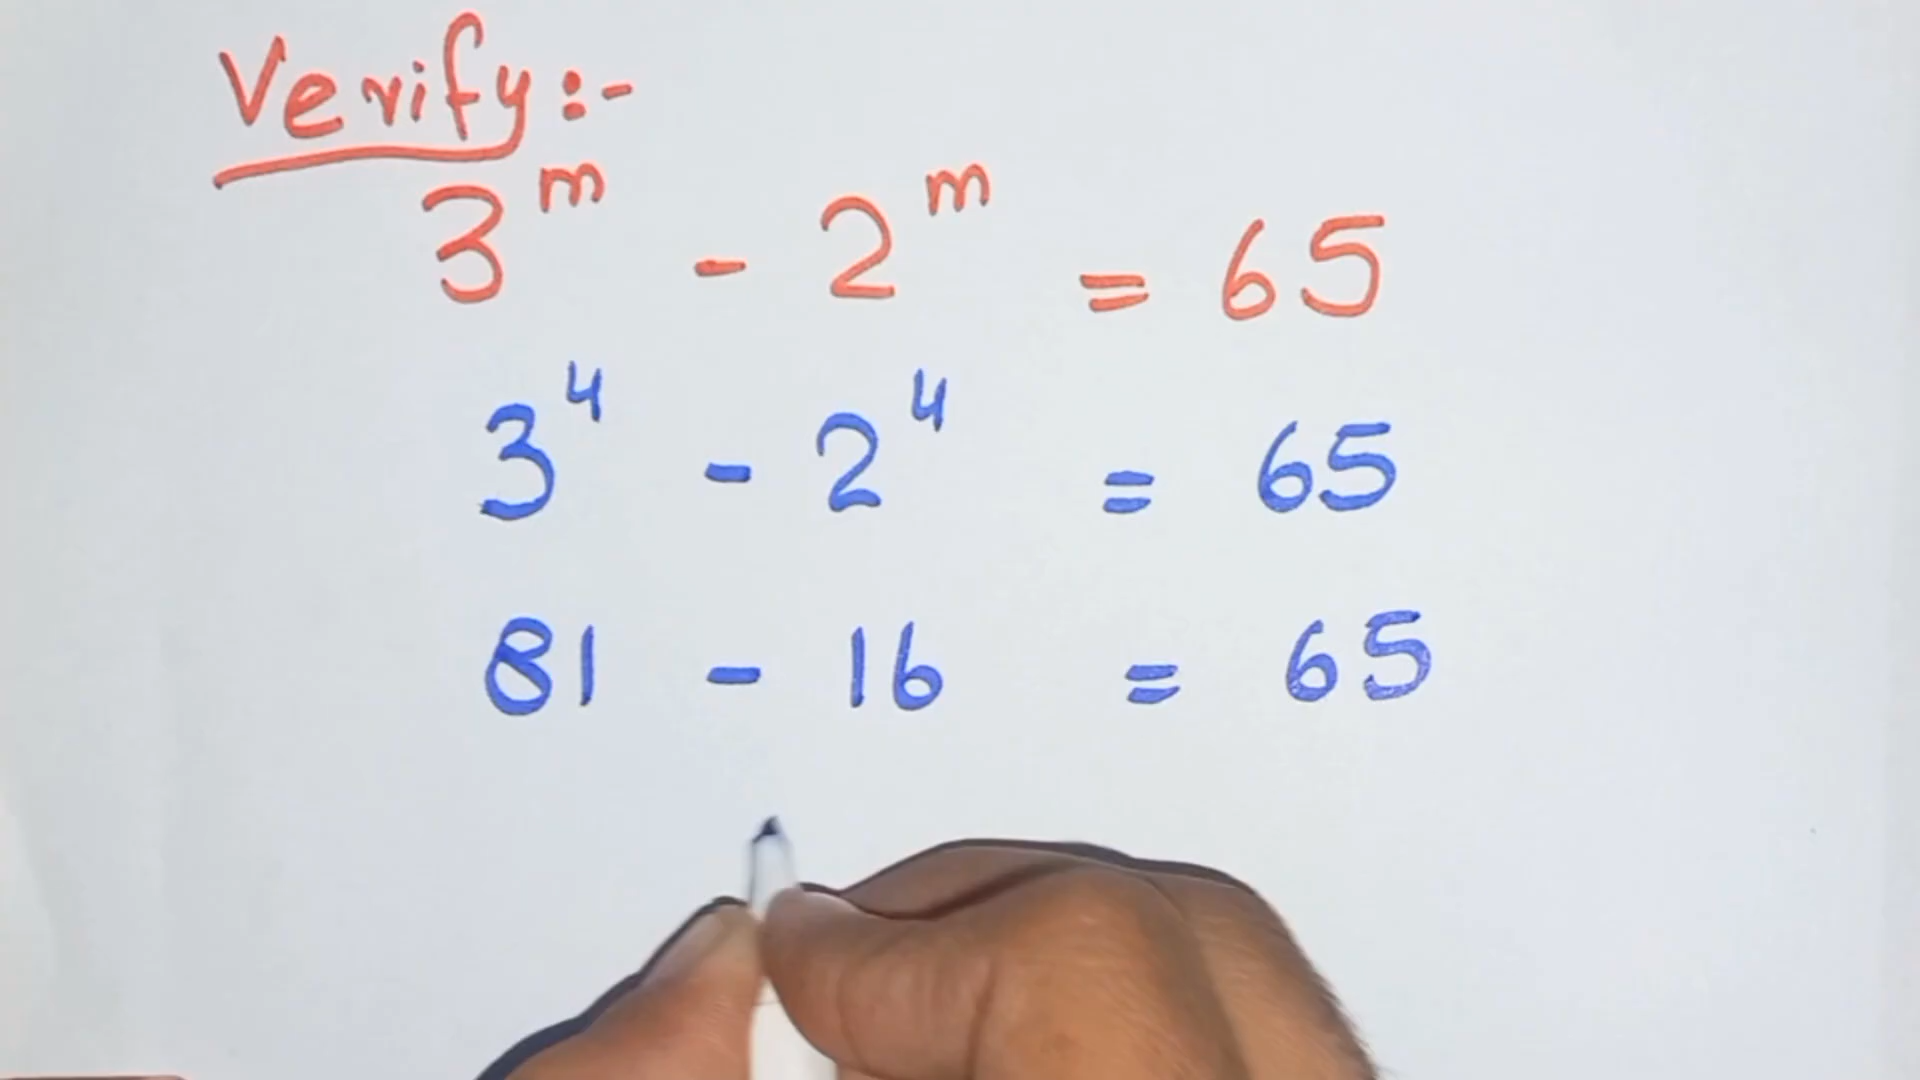 Verify:-
3^m - 2^m = 65
3^4 - 2^4 = 65
81 - 16 = 65